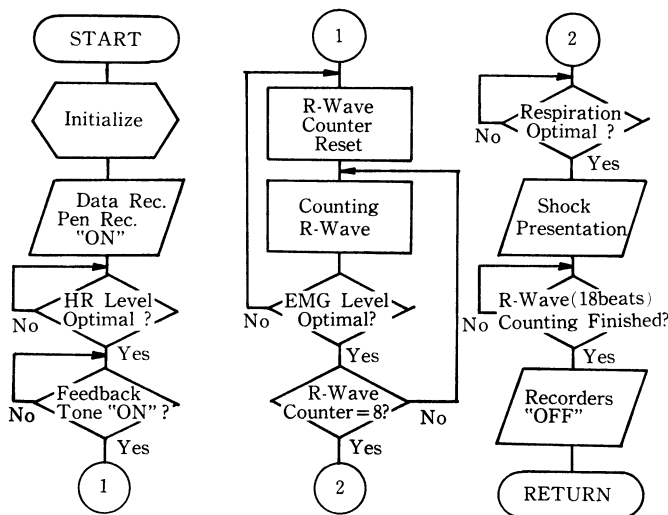 START
Initialize
Data Rec.
Pen Rec.
"ON"
HR Level
Optimal ?
No
Yes
Feedback
Tone "ON" ?
No
Yes
1
1
R-Wave
Counter
Reset
Counting
R-Wave
EMG Level
Optimal?
No
Yes
R-Wave
Counter=8?
No
Yes
2
2
Respiration
Optimal ?
No
Yes
Shock
Presentation
R-Wave(18beats)
Counting Finished?
No
Yes
Recorders
"OFF"
RETURN